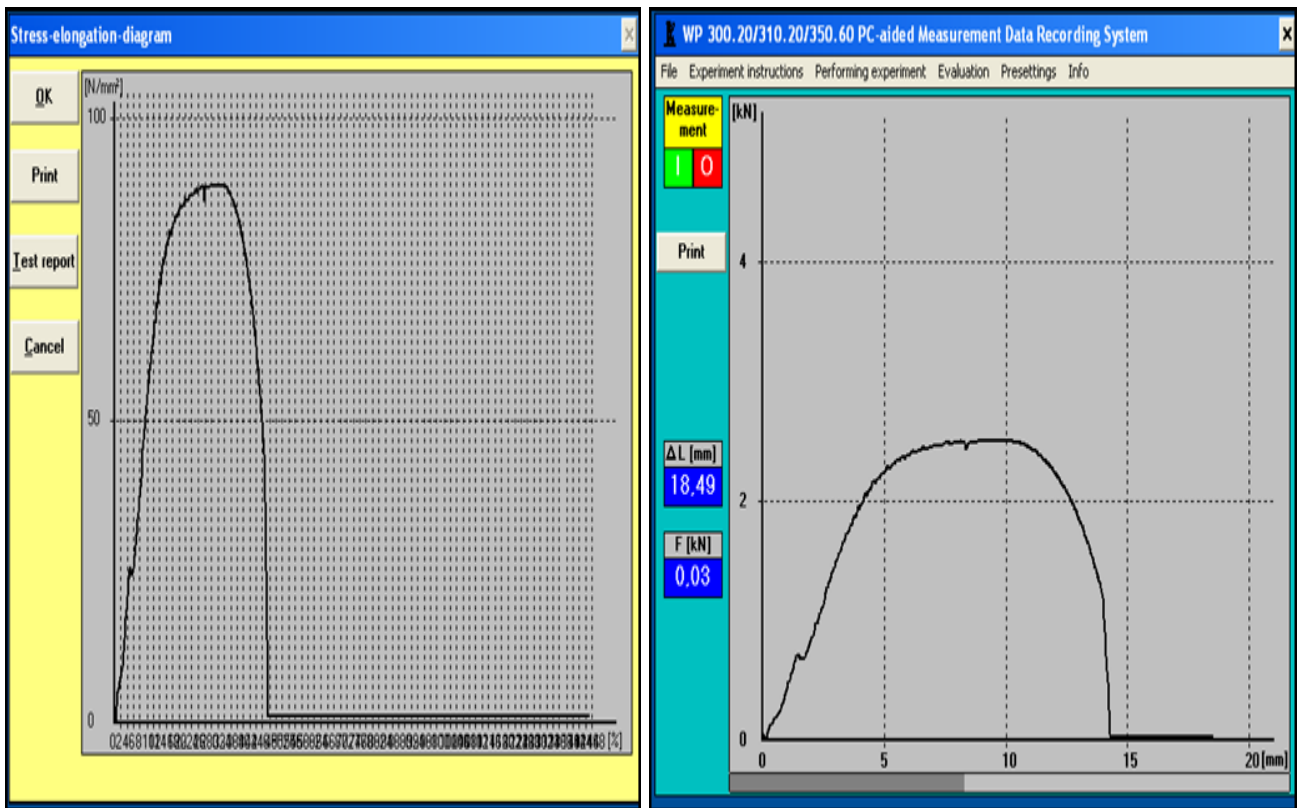 Stress-elongation-diagram
OK
Print
Test report
Cancel
[N/mm²]
100
50
0
[%]
WP 300.20/310.20/350.60 PC-aided Measurement Data Recording System
File Experiment instructions Performing experiment Evaluation Presettings Info
Measure-
ment
I O
Print
ΔL [mm]
18,49
F [kN]
0,03
[kN]
4
2
0
0 5 10 15 20 [mm]